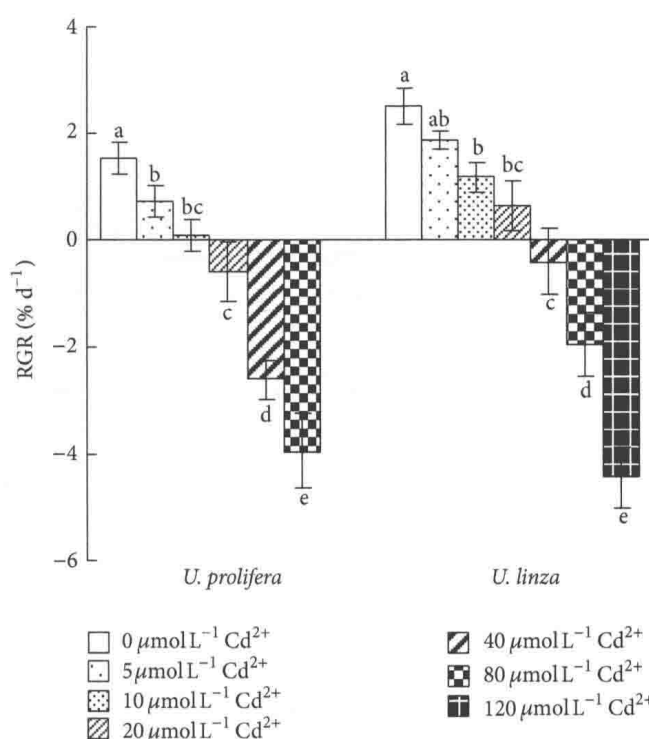 4
2
0
−2
−4
−6
RGR (% d⁻¹)
a
b
bc
c
d
e
a
ab
b
bc
c
d
e
U. prolifera
U. linza
0 μmol L⁻¹ Cd²⁺
5 μmol L⁻¹ Cd²⁺
10 μmol L⁻¹ Cd²⁺
20 μmol L⁻¹ Cd²⁺
40 μmol L⁻¹ Cd²⁺
80 μmol L⁻¹ Cd²⁺
120 μmol L⁻¹ Cd²⁺